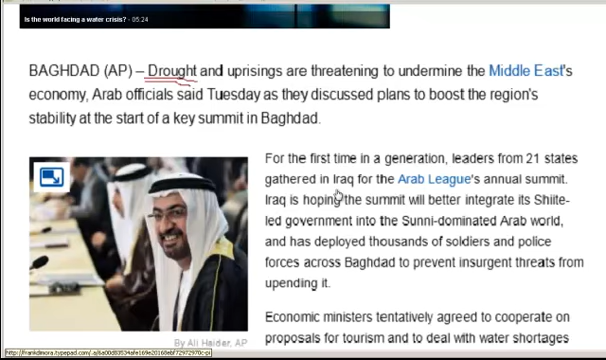 Is the world facing a water crisis? - 05:24
BAGHDAD (AP) – Drought and uprisings are threatening to undermine the Middle East's
economy, Arab officials said Tuesday as they discussed plans to boost the region's
stability at the start of a key summit in Baghdad.
For the first time in a generation, leaders from 21 states
gathered in Iraq for the Arab League's annual summit.
Iraq is hoping the summit will better integrate its Shiite-
led government into the Sunni-dominated Arab world,
and has deployed thousands of soldiers and police
forces across Baghdad to prevent insurgent threats from
upending it.
By Ali Haider, AP
Economic ministers tentatively agreed to cooperate on
proposals for tourism and to deal with water shortages